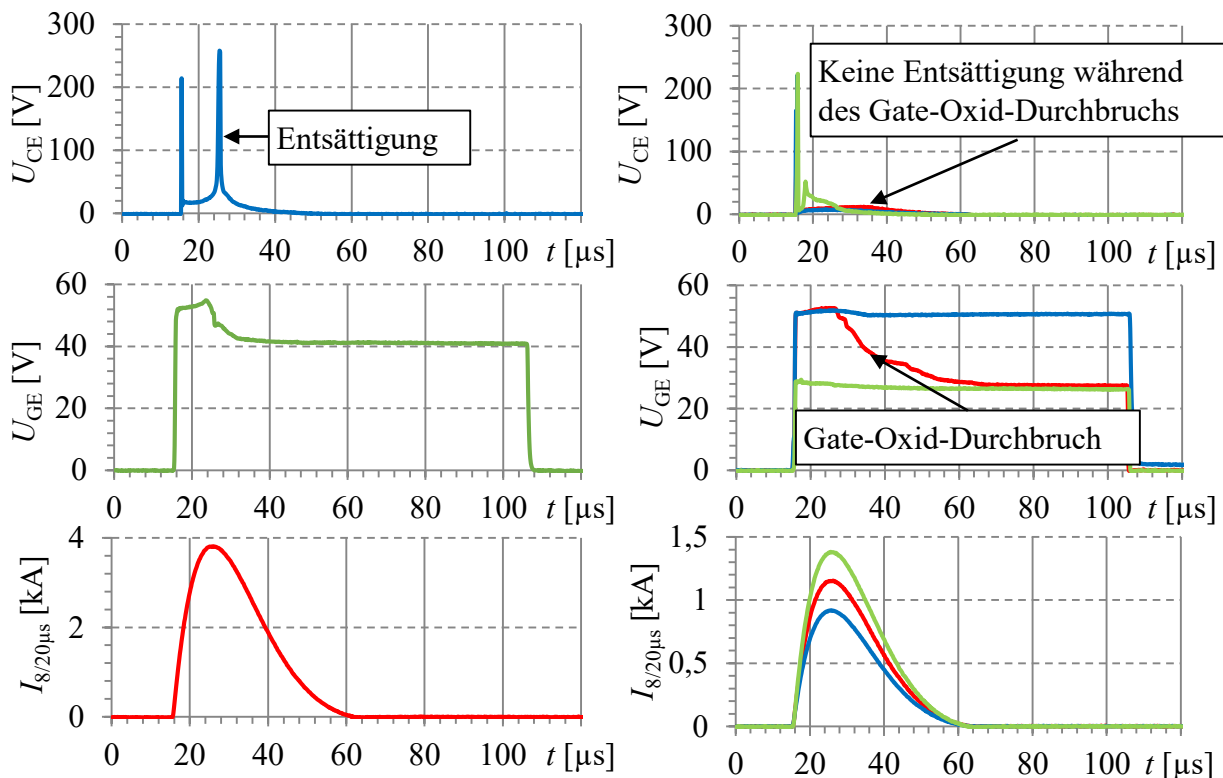 300
200
100
0
U_CE [V]
Entsättigung
0 20 40 60 80 100 t [µs]
60
40
20
0
U_GE [V]
0 20 40 60 80 100 t [µs]
4
2
0
I_8/20µs [kA]
0 20 40 60 80 100 t [µs]
300
200
100
0
U_CE [V]
Keine Entsättigung während
des Gate-Oxid-Durchbruchs
0 20 40 60 80 100 t [µs]
60
40
20
0
U_GE [V]
Gate-Oxid-Durchbruch
0 20 40 60 80 100 t [µs]
1,5
1
0,5
0
I_8/20µs [kA]
0 20 40 60 80 100 t [µs]